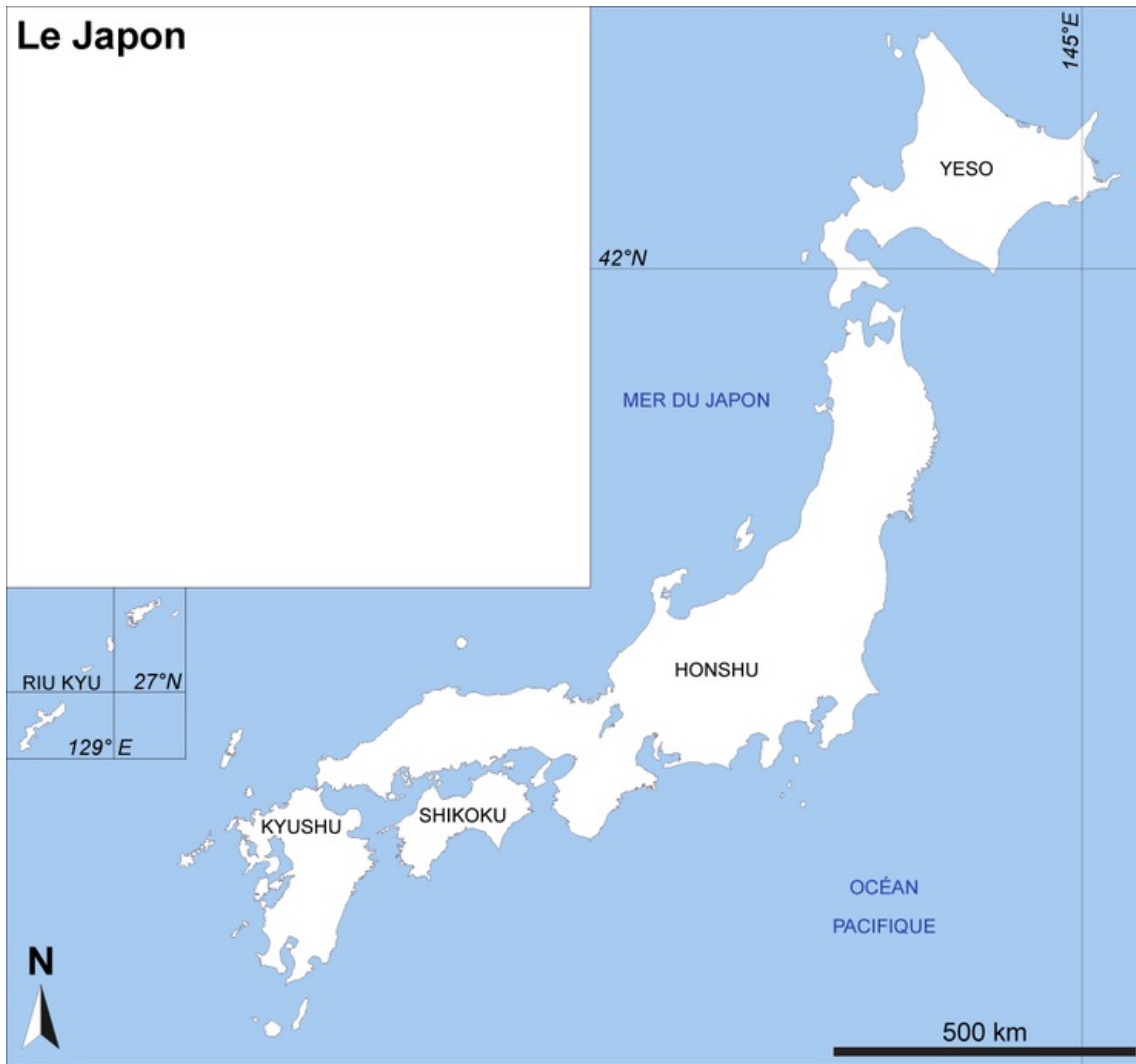 Le Japon
145°E
YESO
42°N
MER DU JAPON
HONSHU
RIU KYU
27°N
129° E
SHIKOKU
KYUSHU
OCÉAN
PACIFIQUE
N
500 km